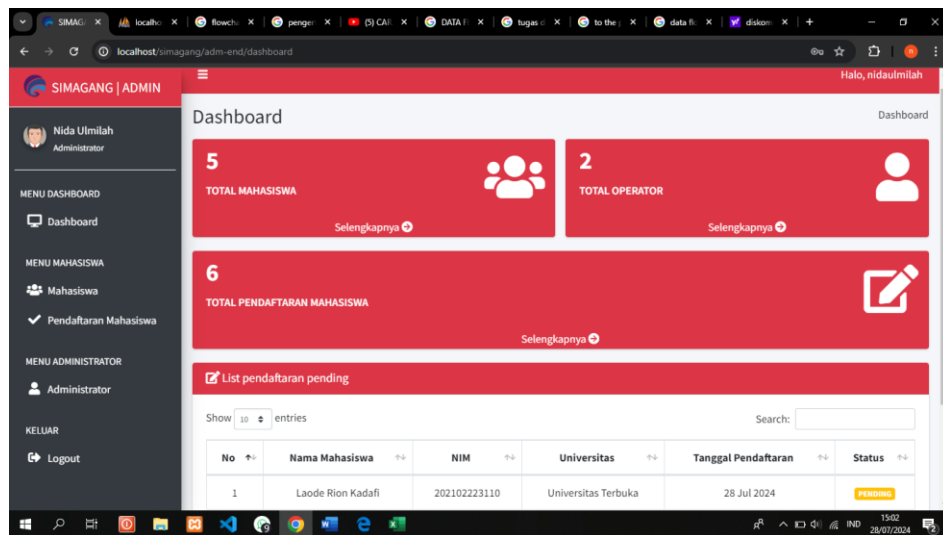 SIMAG
localho
flowcha
penger
(5) CAR
DATA F
tugas d
to the
data flo
diskom
localhost/simagang/adm-end/dashboard
SIMAGANG | ADMIN
Halo, nidaulmilah
Nida Ulmilah
Administrator
Dashboard
Dashboard
5
TOTAL MAHASISWA
Selengkapnya
2
TOTAL OPERATOR
Selengkapnya
MENU DASHBOARD
Dashboard
MENU MAHASISWA
Mahasiswa
Pendaftaran Mahasiswa
6
TOTAL PENDAFTARAN MAHASISWA
Selengkapnya
MENU ADMINISTRATOR
Administrator
KELUAR
Logout
List pendaftaran pending
Show 10 entries
Search:
No Nama Mahasiswa NIM Universitas Tanggal Pendaftaran Status
1 Laode Rion Kadafi 202102223110 Universitas Terbuka 28 Jul 2024 PENDING
IND
15:02
28/07/2024